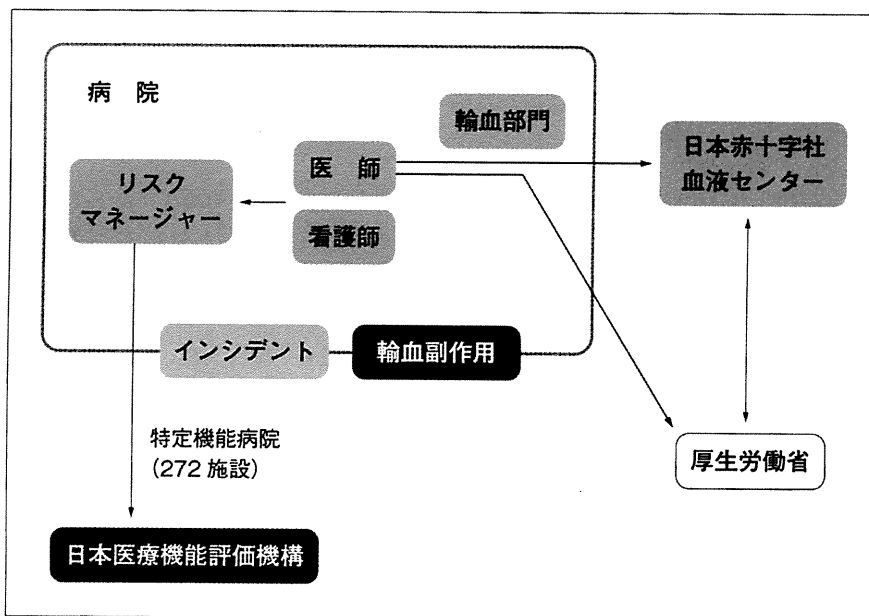 病　院
輸血部門
医　師
リスク
マネージャー
看護師
日本赤十字社
血液センター
インシデント
輸血副作用
特定機能病院
（272 施設）
厚生労働省
日本医療機能評価機構